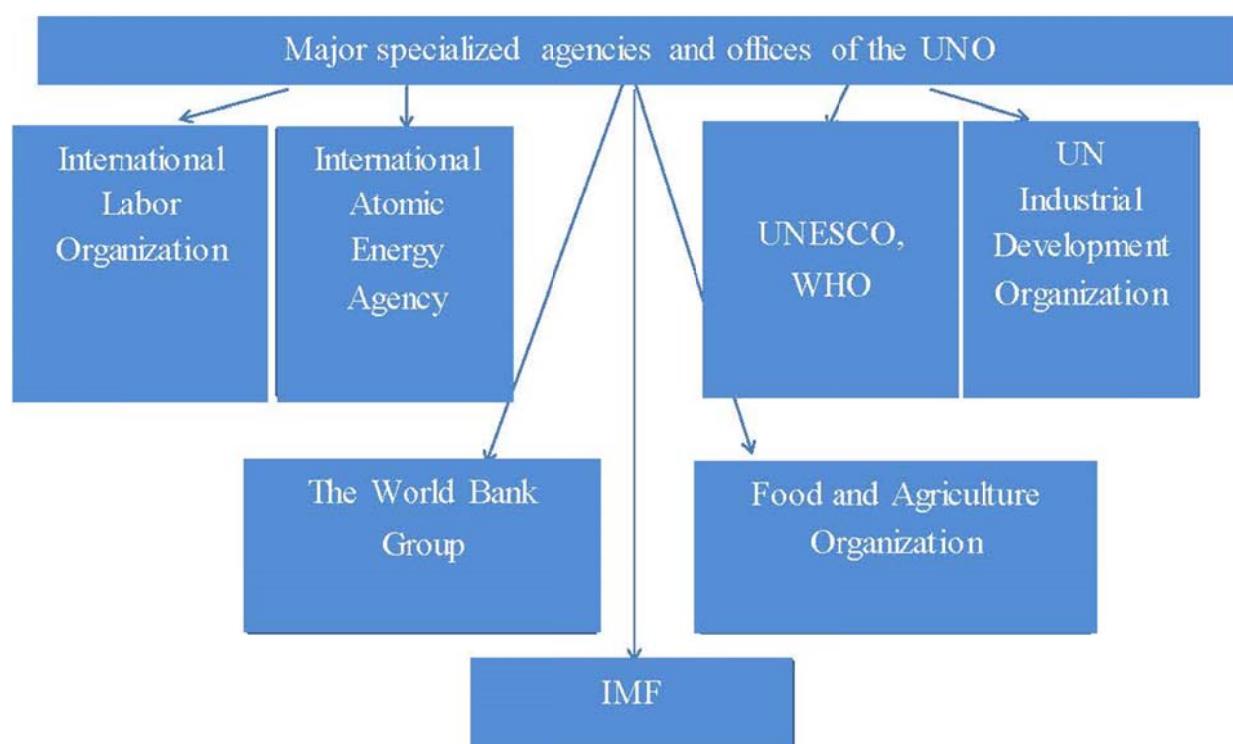 Major specialized agencies and offices of the UNO
International
Labor
Organization
International
Atomic
Energy
Agency
UNESCO,
WHO
UN
Industrial
Development
Organization
The World Bank
Group
Food and Agriculture
Organization
IMF